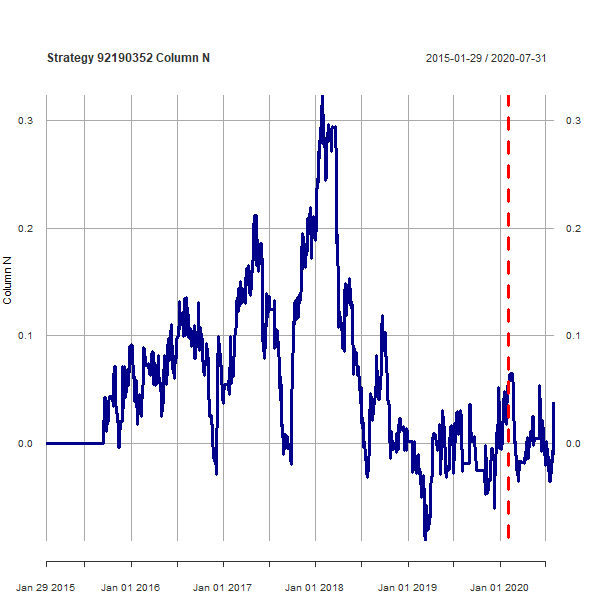 Strategy 92190352 Column N
2015-01-29 / 2020-07-31
Column N
0.3
0.3
0.2
0.2
0.1
0.1
0.0
0.0
Jan 29 2015
Jan 01 2016
Jan 01 2017
Jan 01 2018
Jan 01 2019
Jan 01 2020